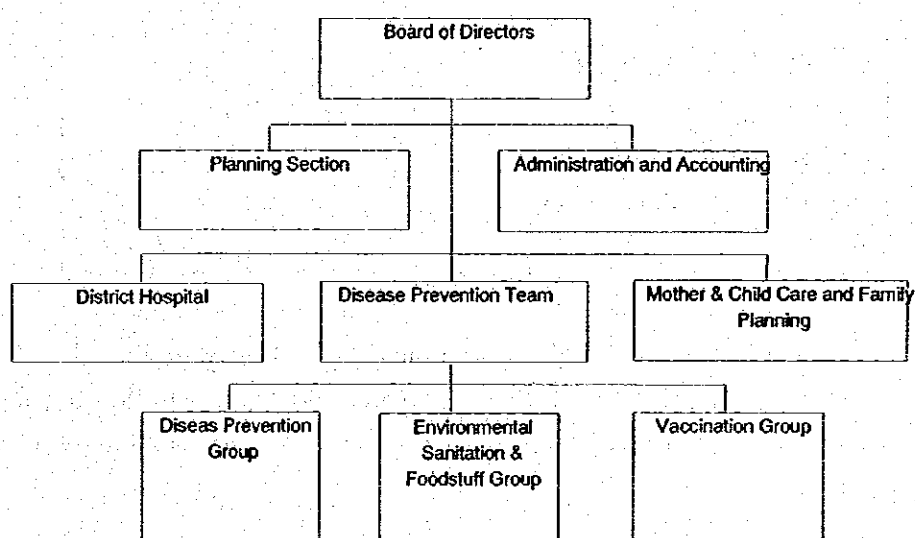 Board of Directors
Planning Section
Administration and Accounting
District Hospital
Disease Prevention Team
Mother & Child Care and Family
Planning
Diseas Prevention
Group
Environmental
Sanitation &
Foodstuff Group
Vaccination Group